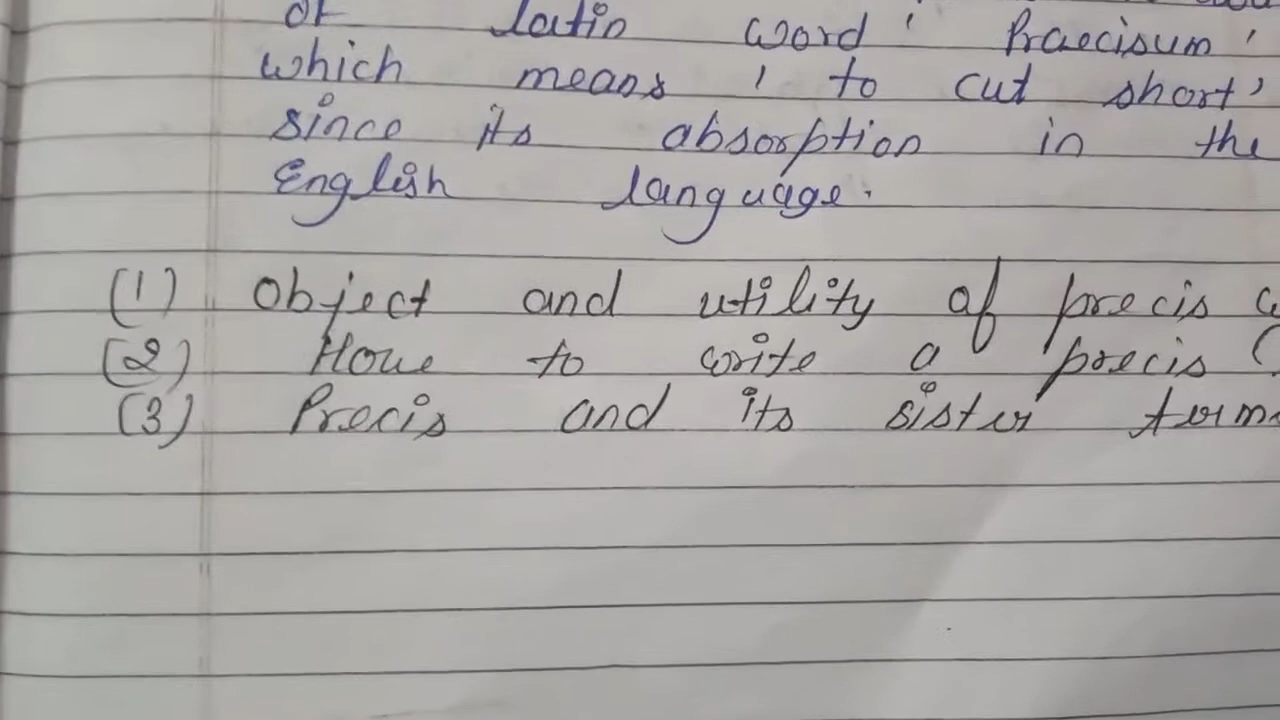 of latin word ' Praecisum '
which means ' to cut short '
since its absorption in the
English language.
(1) Object and utility of precis
(2) How to write a precis (
(3) Precis and its sister terms